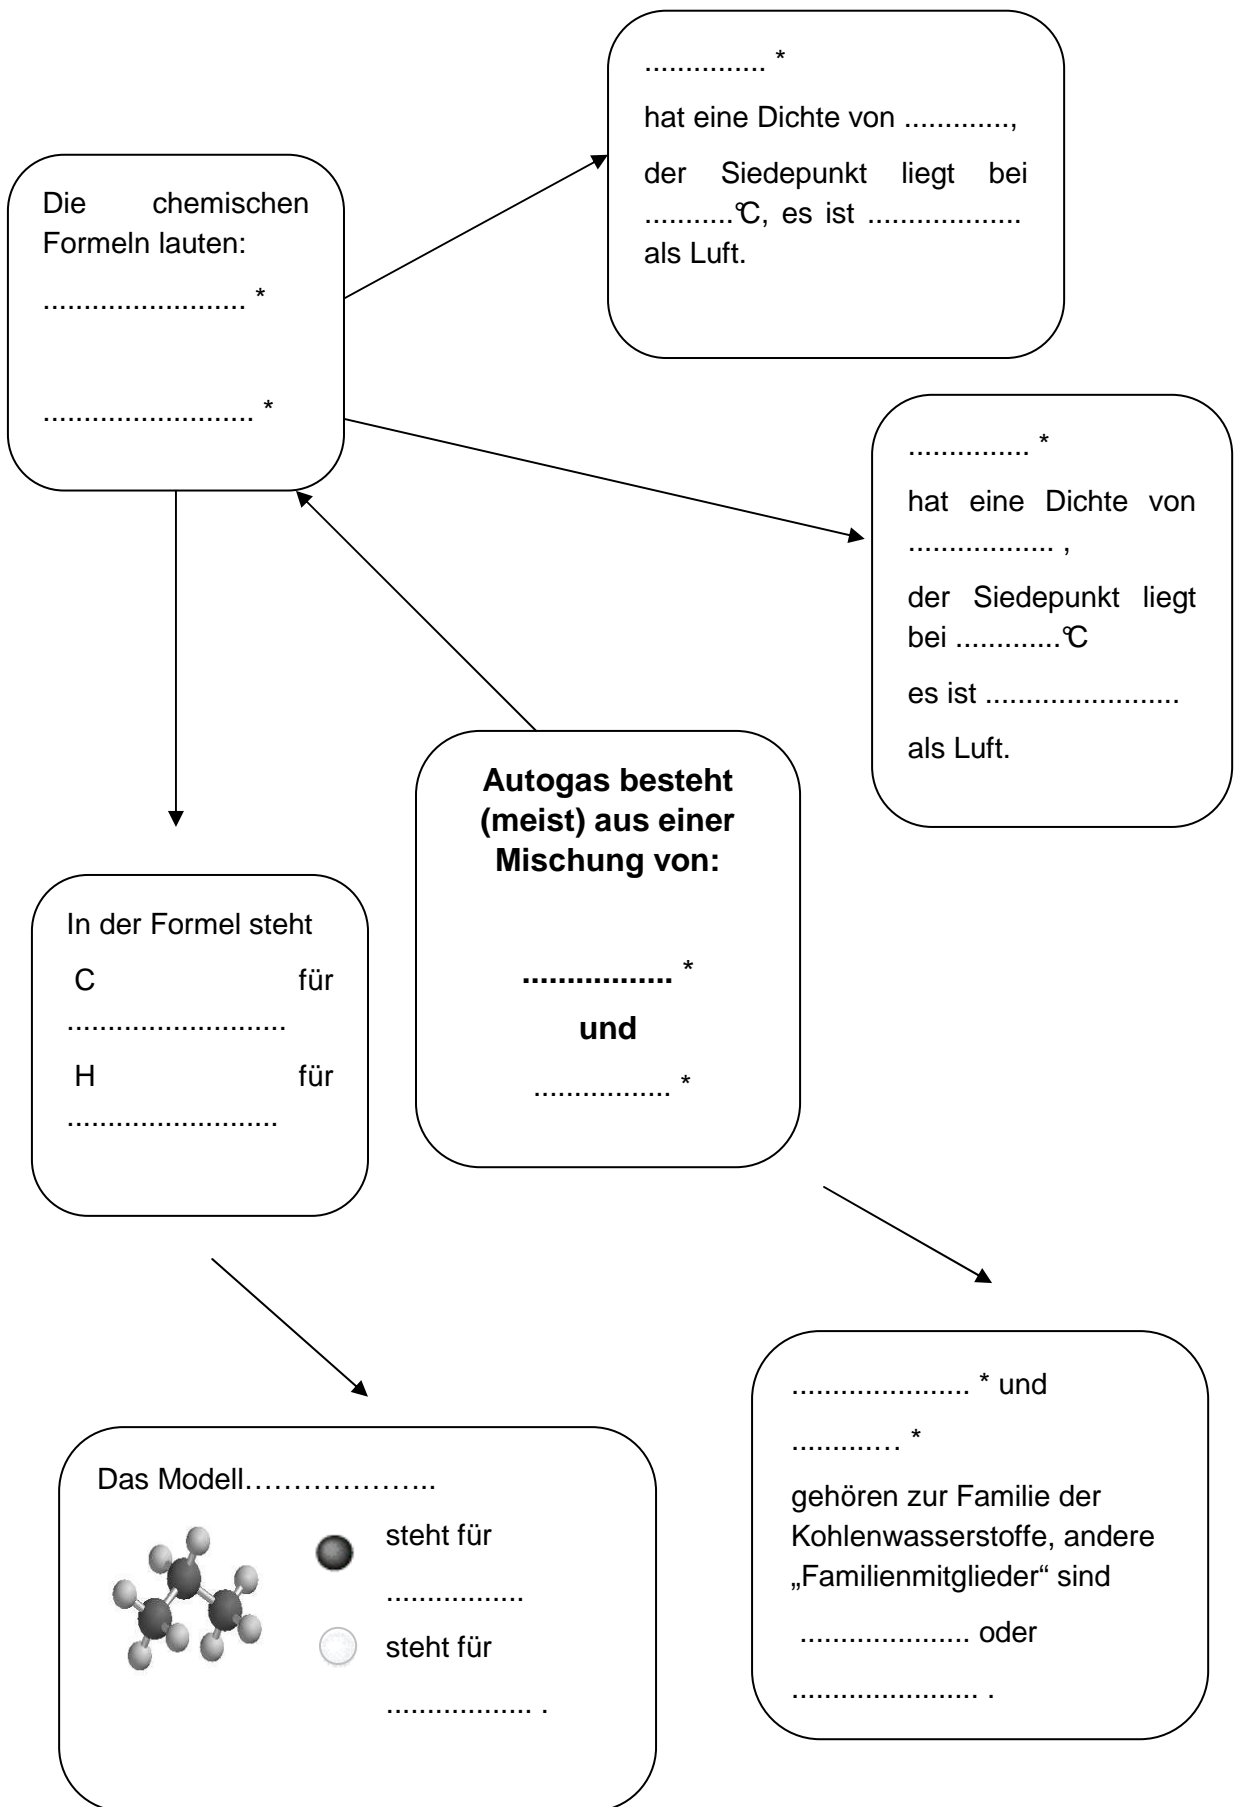 ............... *
hat eine Dichte von .............,
der Siedepunkt liegt bei
...........°C, es ist ...................
als Luft.
Die chemischen
Formeln lauten:
......................... *
.......................... *
............... *
hat eine Dichte von
.................. ,
der Siedepunkt liegt
bei .............°C
es ist ........................
als Luft.
Autogas besteht
(meist) aus einer
Mischung von:
................. *
und
................. *
In der Formel steht
C für
...........................
H für
..........................
...................... * und
............. *
gehören zur Familie der
Kohlenwasserstoffe, andere
„Familienmitglieder“ sind
..................... oder
....................... .
Das Modell…………………..
steht für
.................
steht für
.................. .